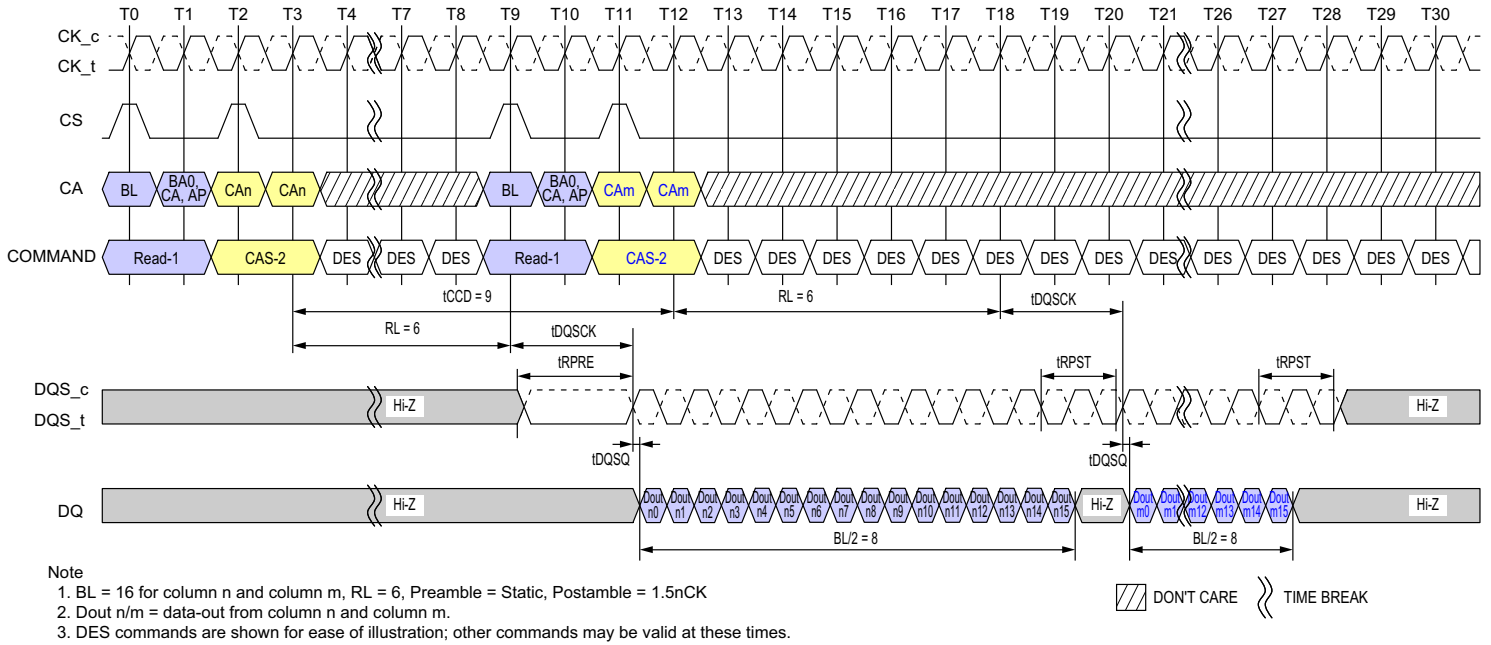 T0 T1 T2 T3 T4 T7 T8 T9 T10 T11 T12 T13 T14 T15 T16 T17 T18 T19 T20 T21 T26 T27 T28 T29 T30
CK_c
CK_t
CS
CA BL BA0, CA, AP CAn CAn BL BA0, CA, AP CAm CAm
COMMAND Read-1 CAS-2 DES DES DES Read-1 CAS-2 DES DES DES DES DES DES DES DES DES DES DES DES DES DES
tCCD = 9 RL = 6 tDQSCK
RL = 6 tDQSCK
tRPRE tRPST tRPST
DQS_c
DQS_t
Hi-Z Hi-Z
tDQSQ tDQSQ
DQ Hi-Z Dout n0 Dout n1 Dout n2 Dout n3 Dout n4 Dout n5 Dout n6 Dout n7 Dout n8 Dout n9 Dout n10 Dout n11 Dout n12 Dout n13 Dout n14 Dout n15 Hi-Z Dout m0 Dout m1 Dout m12 Dout m13 Dout m14 Dout m15 Hi-Z
BL/2 = 8 BL/2 = 8
Note
1. BL = 16 for column n and column m, RL = 6, Preamble = Static, Postamble = 1.5nCK
2. Dout n/m = data-out from column n and column m.
3. DES commands are shown for ease of illustration; other commands may be valid at these times.
DON'T CARE TIME BREAK